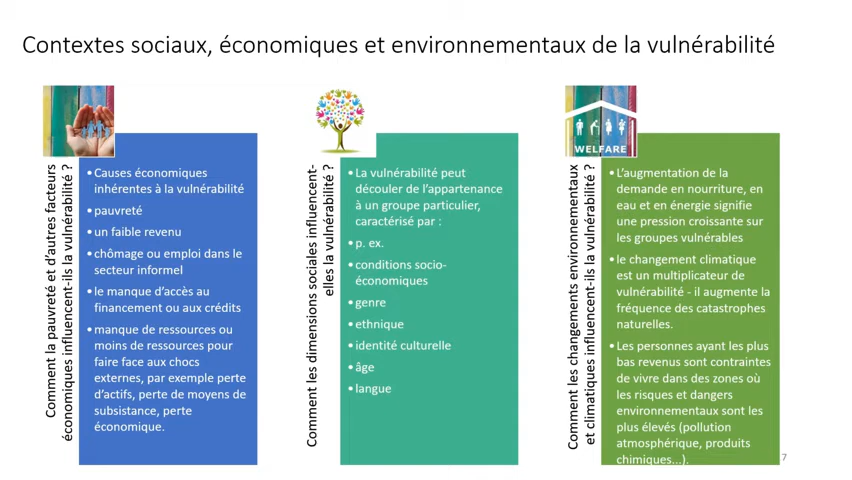 Contextes sociaux, économiques et environnementaux de la vulnérabilité
Comment la pauvreté et d'autres facteurs
économiques influencent-ils la vulnérabilité ?
• Causes économiques
inhérentes à la vulnérabilité
• pauvreté
• un faible revenu
• chômage ou emploi dans le
secteur informel
• le manque d'accès au
financement ou aux crédits
• manque de ressources ou
moins de ressources pour
faire face aux chocs
externes, par exemple perte
d'actifs, perte de moyens de
subsistance, perte
économique.
Comment les dimensions sociales influencent-
elles la vulnérabilité ?
• La vulnérabilité peut
découler de l'appartenance
à un groupe particulier,
caractérisé par :
• p. ex.
• conditions socio-
économiques
• genre
• ethnique
• identité culturelle
• âge
• langue
WELFARE
Comment les changements environnementaux
et climatiques influencent-ils la vulnérabilité ?
• L'augmentation de la
demande en nourriture, en
eau et en énergie signifie
une pression croissante sur
les groupes vulnérables
• le changement climatique
est un multiplicateur de
vulnérabilité - il augmente la
fréquence des catastrophes
naturelles.
• Les personnes ayant les plus
bas revenus sont contraintes
de vivre dans des zones où
les risques et dangers
environnementaux sont les
plus élevés (pollution
atmosphérique, produits
chimiques...).
7